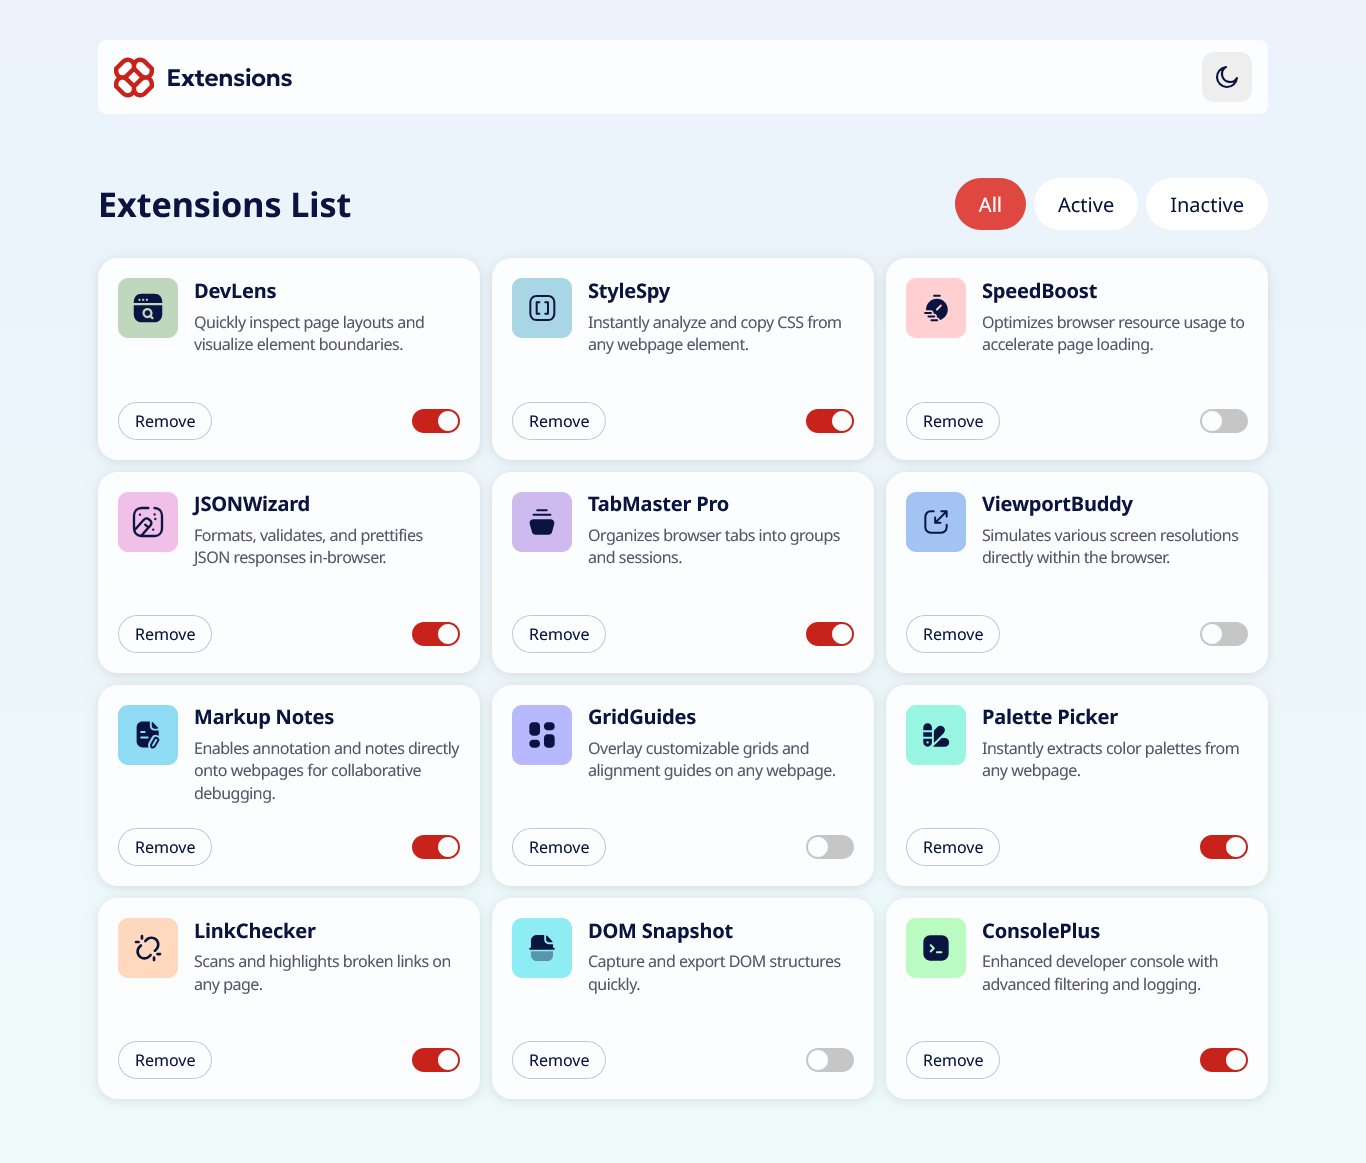 Extensions
Extensions List
All
Active
Inactive
DevLens
Quickly inspect page layouts and
visualize element boundaries.
Remove
StyleSpy
Instantly analyze and copy CSS from
any webpage element.
Remove
SpeedBoost
Optimizes browser resource usage to
accelerate page loading.
Remove
JSONWizard
Formats, validates, and prettifies
JSON responses in-browser.
Remove
TabMaster Pro
Organizes browser tabs into groups
and sessions.
Remove
ViewportBuddy
Simulates various screen resolutions
directly within the browser.
Remove
Markup Notes
Enables annotation and notes directly
onto webpages for collaborative
debugging.
Remove
GridGuides
Overlay customizable grids and
alignment guides on any webpage.
Remove
Palette Picker
Instantly extracts color palettes from
any webpage.
Remove
LinkChecker
Scans and highlights broken links on
any page.
Remove
DOM Snapshot
Capture and export DOM structures
quickly.
Remove
ConsolePlus
Enhanced developer console with
advanced filtering and logging.
Remove